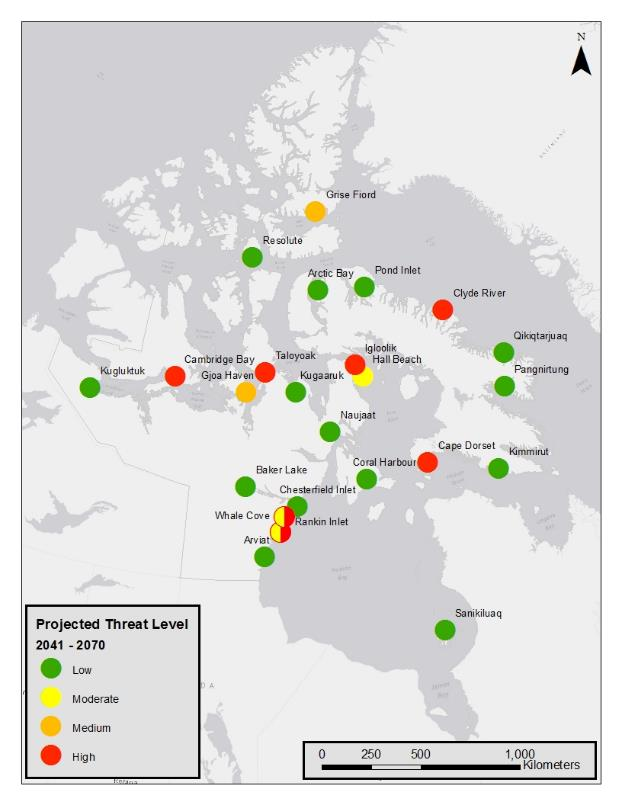 N
Grise Fiord
Resolute
Arctic Bay
Pond Inlet
Clyde River
Qikiqtarjuaq
Pangnirtung
Igloolik
Hall Beach
Taloyoak
Cambridge Bay
Gjoa Haven
Kugaaruk
Kugluktuk
Naujaat
Cape Dorset
Kimmirut
Coral Harbour
Baker Lake
Chesterfield Inlet
Whale Cove
Rankin Inlet
Arviat
Sanikiluaq
Projected Threat Level
2041 - 2070
Low
Moderate
Medium
High
0 250 500 1,000
Kilometers